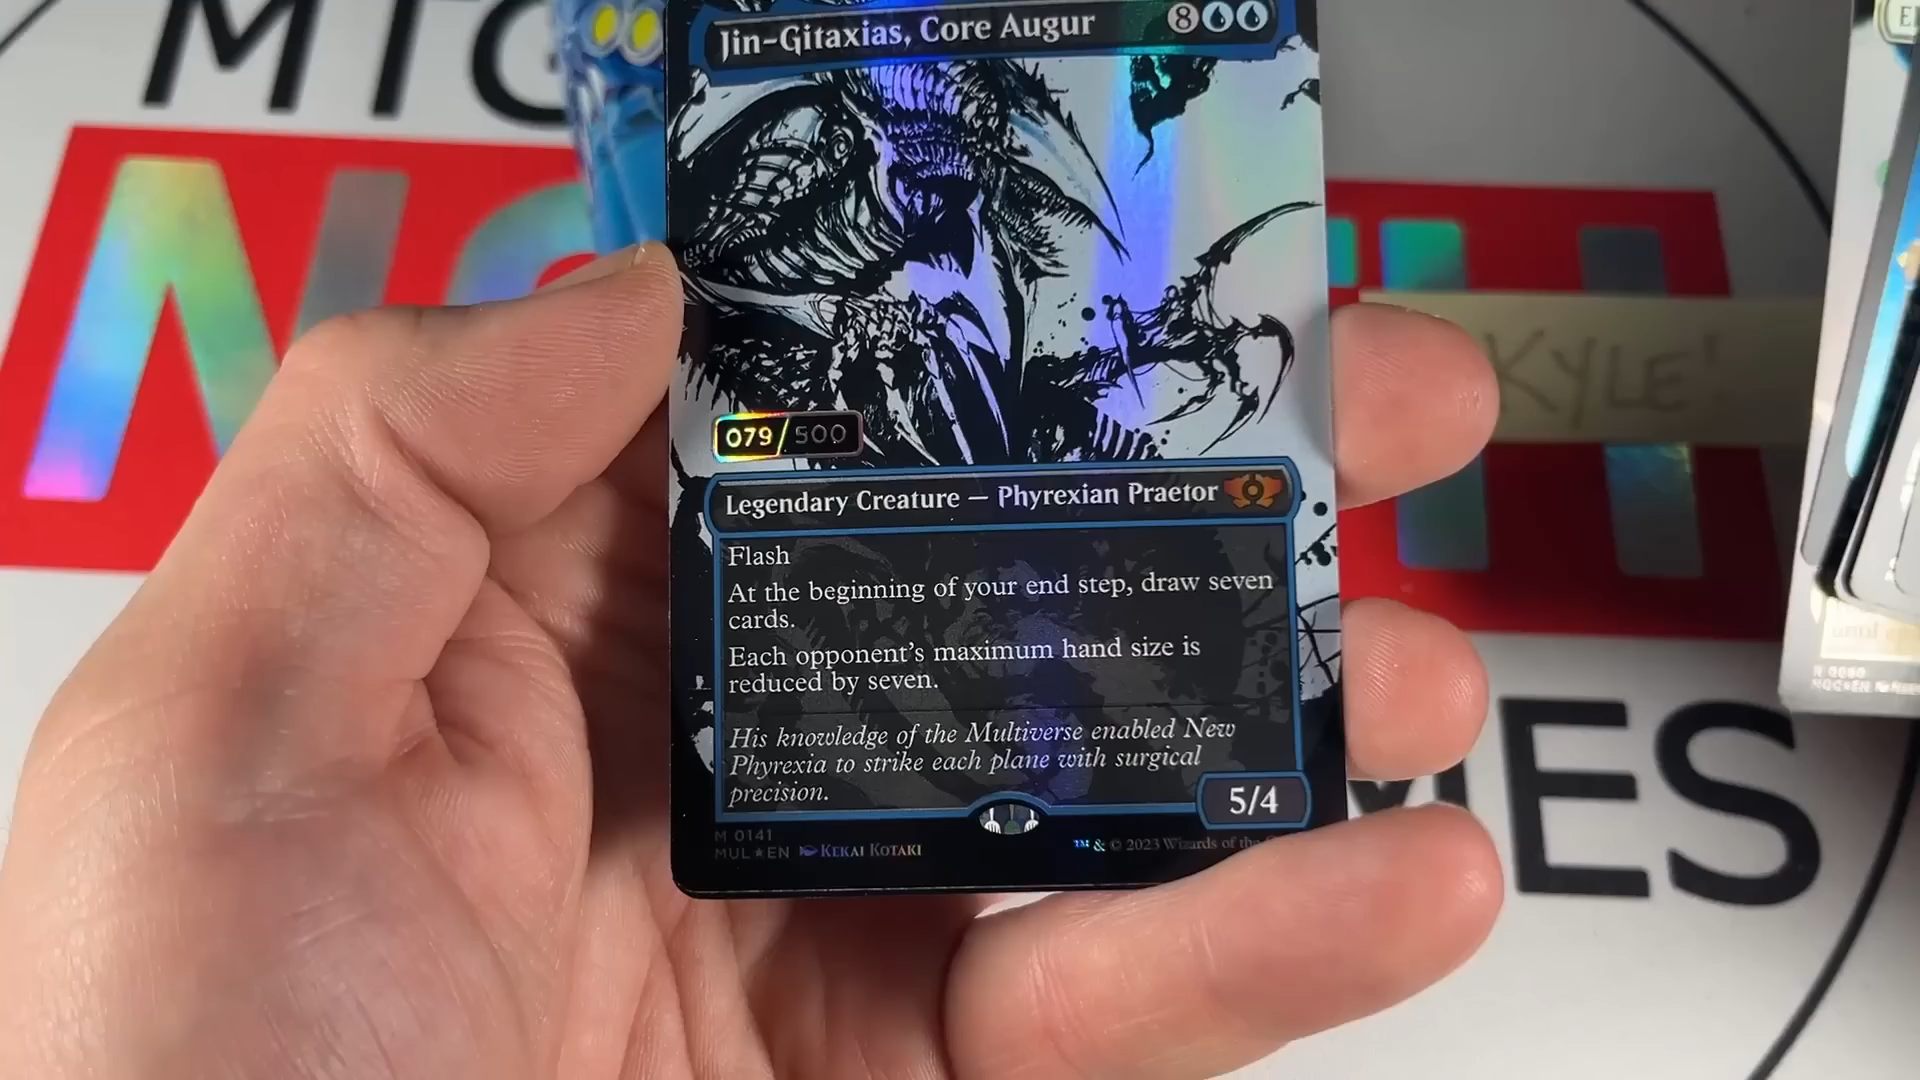 MTG
Jin-Gitaxias, Core Augur 8
KYLE'
079/500
Legendary Creature — Phyrexian Praetor
Flash
At the beginning of your end step, draw seven
cards.
Each opponent's maximum hand size is
reduced by seven.
His knowledge of the Multiverse enabled New
Phyrexia to strike each plane with surgical
precision.
5/4
M 0141
MUL★EN KEKAI KOTAKI
™ & © 2023 Wizards of the
MES